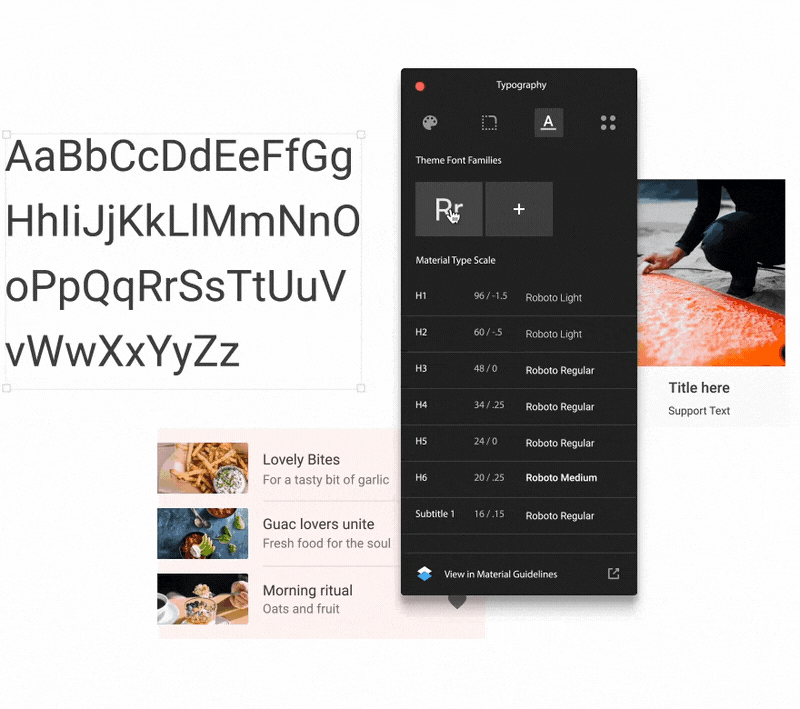 AaBbCcDdEeFfGg
HhIiJjKkLlMmNnO
oPpQqRrSsTtUuV
vWwXxYyZz
Typography
A
Theme Font Families
Rr
+
Material Type Scale
H1 96 / -1.5 Roboto Light
H2 60 / -.5 Roboto Light
H3 48 / 0 Roboto Regular
H4 34 / .25 Roboto Regular
H5 24 / 0 Roboto Regular
H6 20 / .25 Roboto Medium
Subtitle 1 16 / .15 Roboto Regular
View in Material Guidelines
Title here
Support Text
Lovely Bites
For a tasty bit of garlic
Guac lovers unite
Fresh food for the soul
Morning ritual
Oats and fruit